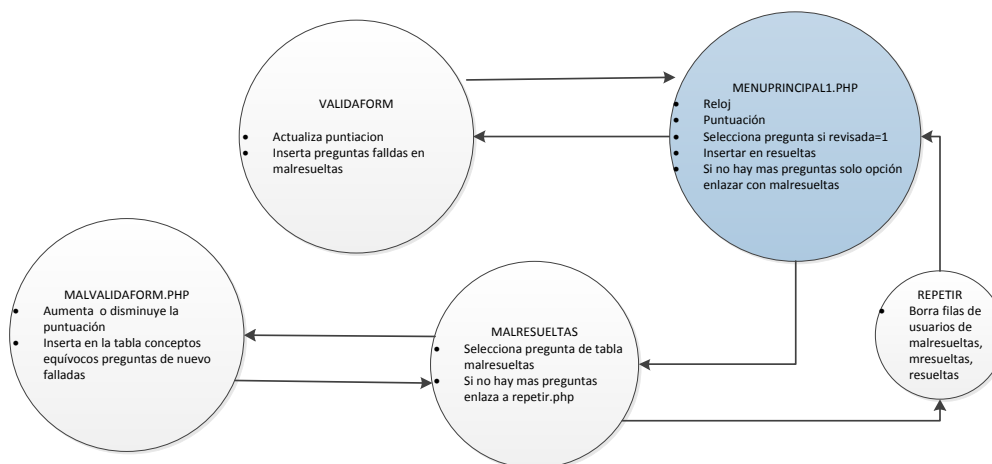 VALIDAFORM
• Actualiza puntiacion
• Inserta preguntas falldas en
malresueltas
MENUPRINCIPAL1.PHP
• Reloj
• Puntuación
• Selecciona pregunta si revisada=1
• Insertar en resueltas
• Si no hay mas preguntas solo opción
enlazar con malresueltas
MALVALIDAFORM.PHP
• Aumenta o disminuye la
puntuación
• Inserta en la tabla conceptos
equívocos preguntas de nuevo
falladas
MALRESUELTAS
• Selecciona pregunta de tabla
malresueltas
• Si no hay mas preguntas
enlaza a repetir.php
REPETIR
• Borra filas de
usuarios de
malresueltas,
mresueltas,
resueltas